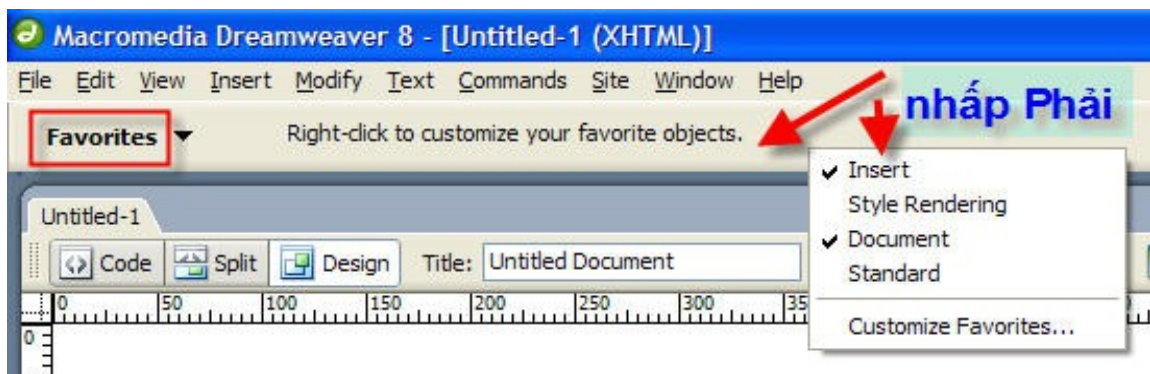 Macromedia Dreamweaver 8 - [Untitled-1 (XHTML)]
File Edit View Insert Modify Text Commands Site Window Help
nhấp Phải
Favorites Right-click to customize your favorite objects.
Insert
Style Rendering
Document
Standard
Customize Favorites...
Untitled-1
Code Split Design Title: Untitled Document
0 50 100 150 200 250 300 35
0